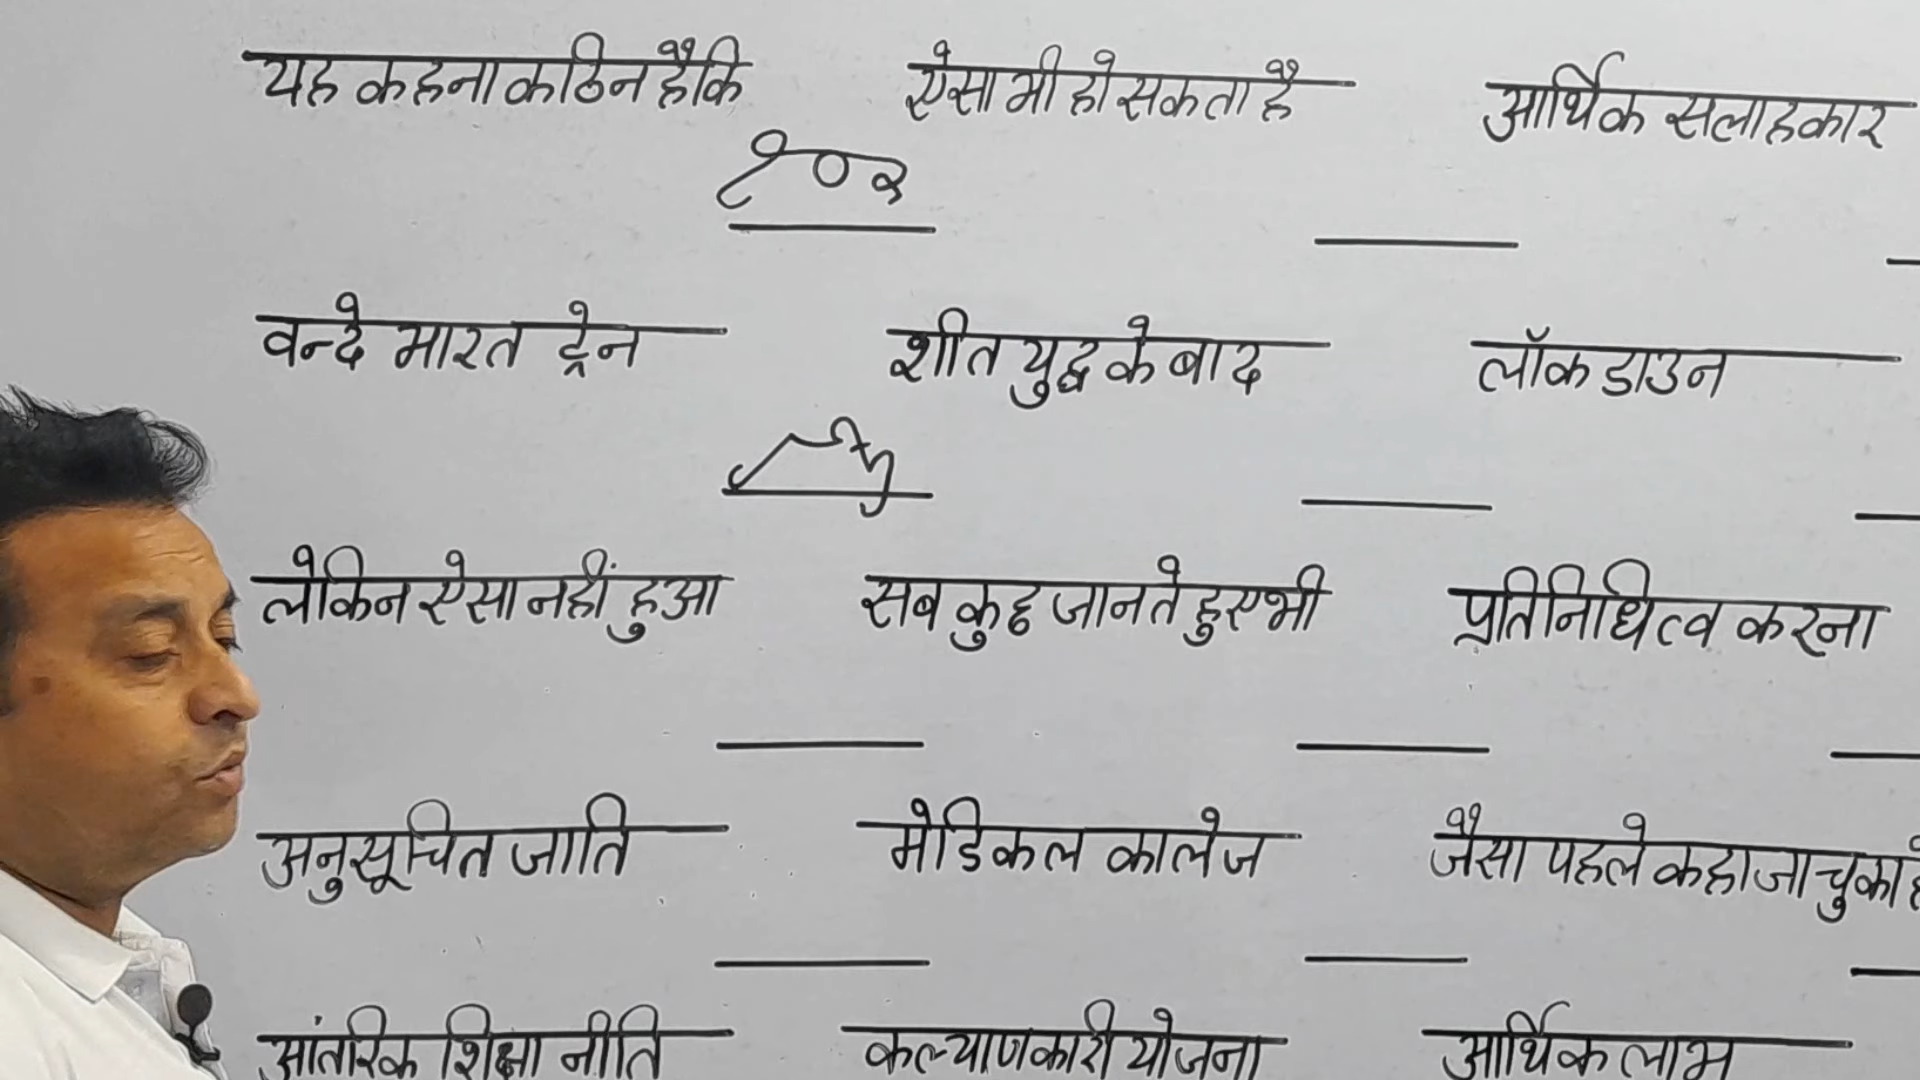 यह कहना कठिन है कि ऐसा भी हो सकता है आर्थिक सलाहकार
वन्दे भारत ट्रेन शीत युद्ध के बाद लॉकडाउन
लेकिन ऐसा नहीं हुआ सब कुछ जानते हुए भी प्रतिनिधित्व करना
अनुसूचित जाति मेडिकल कालेज जैसा पहले कहा जा चुका है
आंतरिक शिक्षा नीति कल्याणकारी योजना आर्थिक लाभ